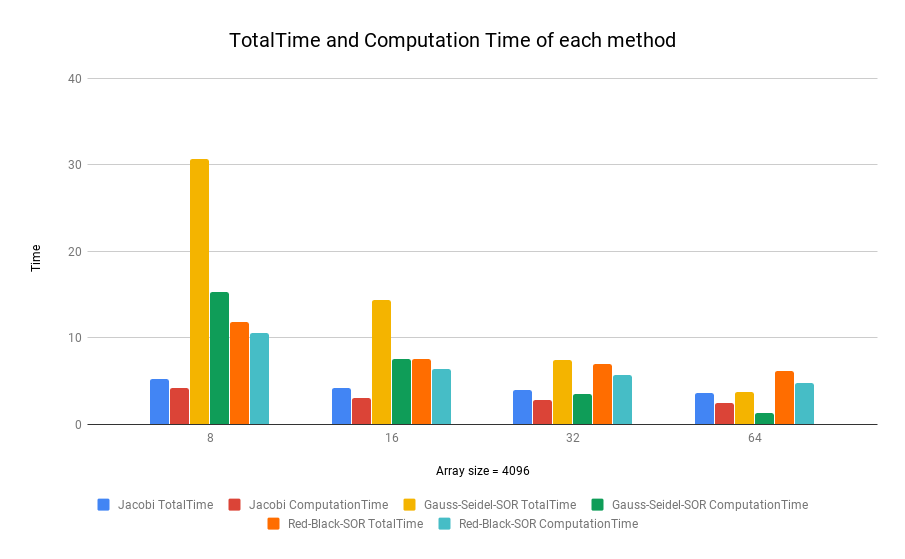 TotalTime and Computation Time of each method
40
30
20
10
0
Time
8 16 32 64
Array size = 4096
Jacobi TotalTime Jacobi ComputationTime Gauss-Seidel-SOR TotalTime Gauss-Seidel-SOR ComputationTime
Red-Black-SOR TotalTime Red-Black-SOR ComputationTime